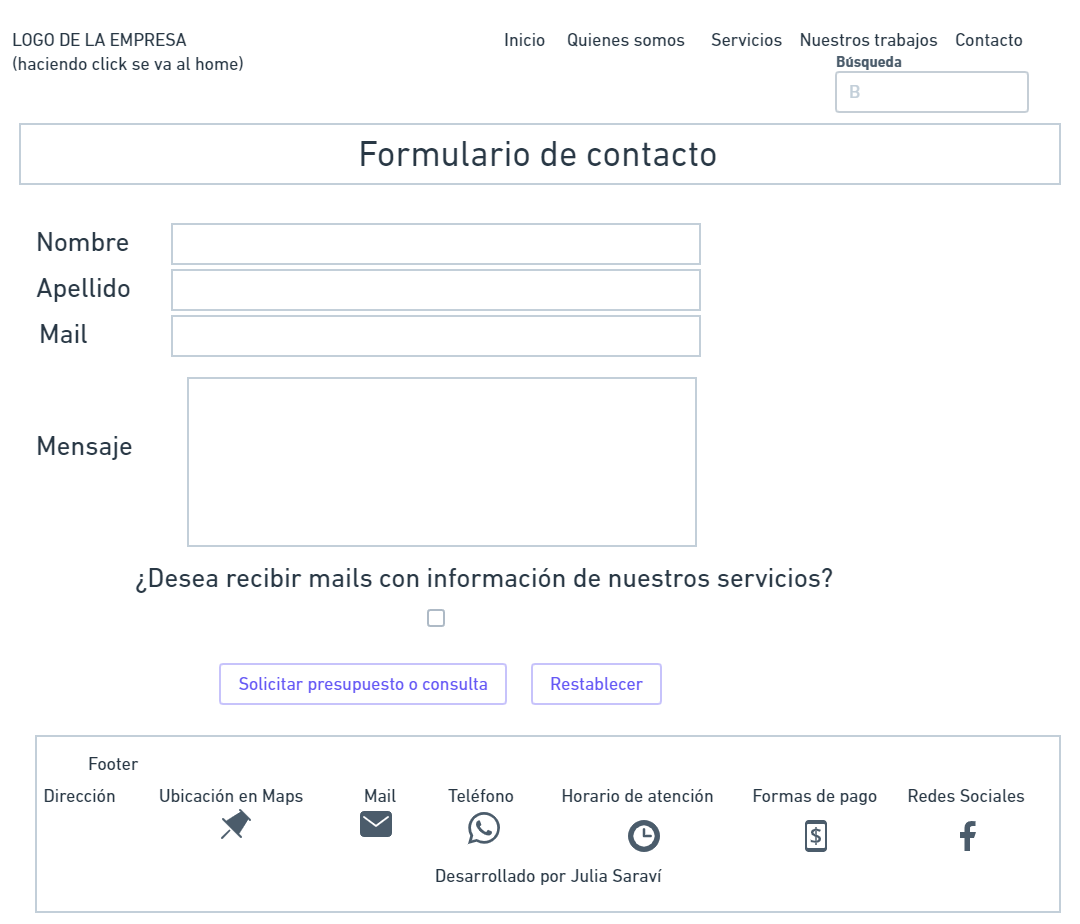 LOGO DE LA EMPRESA
(haciendo click se va al home)
Inicio Quienes somos Servicios Nuestros trabajos Contacto
Búsqueda
B
Formulario de contacto
Nombre
Apellido
Mail
Mensaje
¿Desea recibir mails con información de nuestros servicios?
Solicitar presupuesto o consulta Restablecer
Footer
Dirección Ubicación en Maps Mail Teléfono Horario de atención Formas de pago Redes Sociales
$
Desarrollado por Julia Saraví